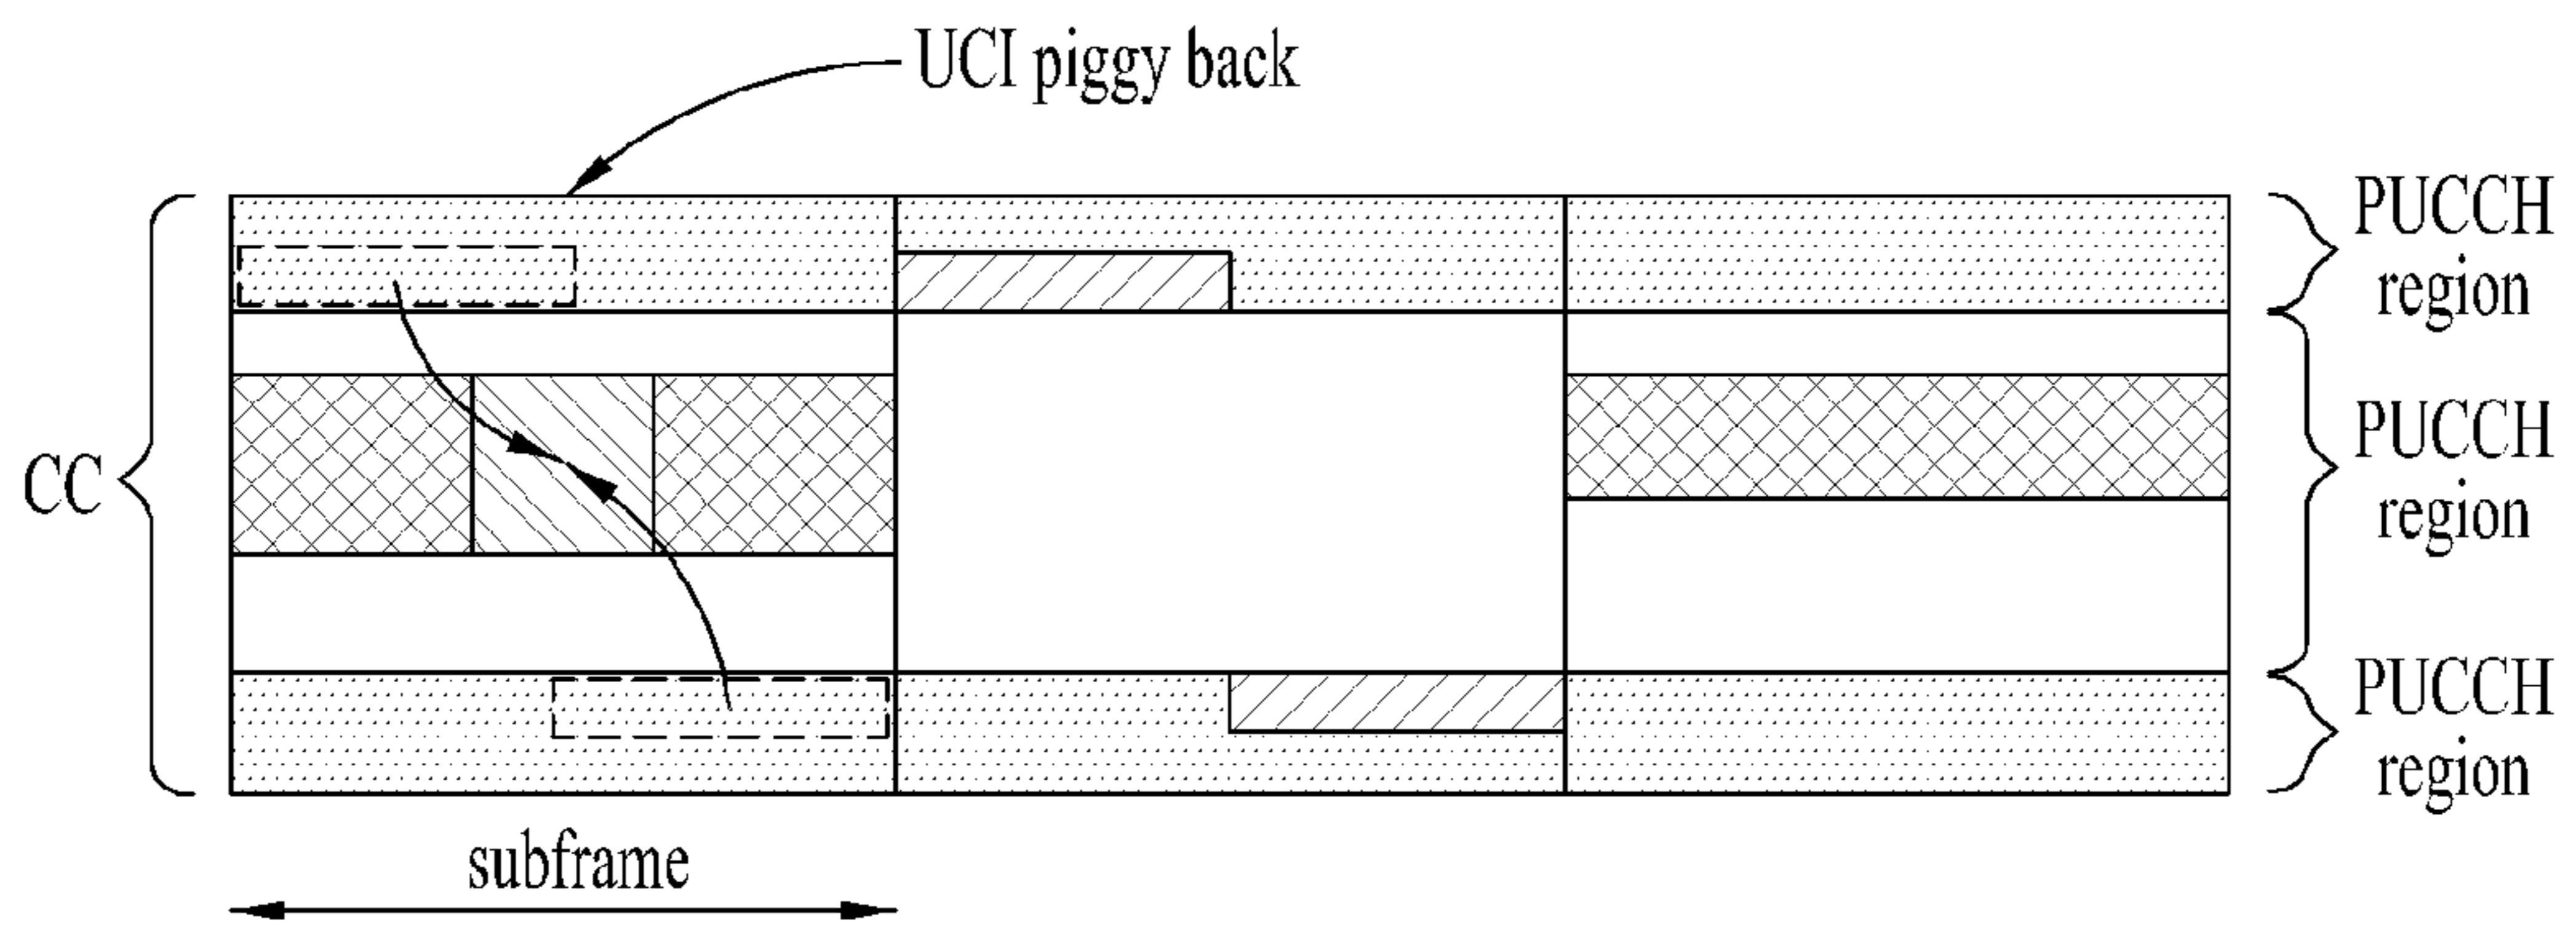 UCI piggy back
PUCCH
region
CC
PUCCH
region
PUCCH
region
subframe